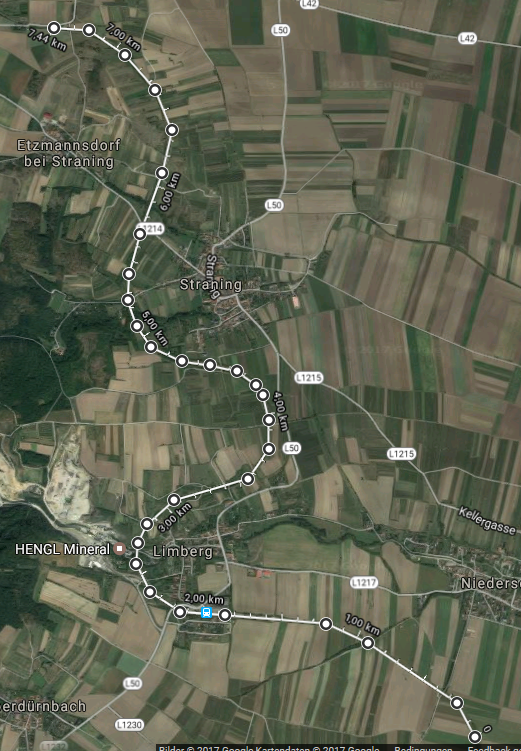 L42
L50
L42
7,00 km
7,44 km
Etzmannsdorf
bei Straning
6,00 km
L50
1214
Straning
Straning
5,00 km
L1215
4,00 km
L50
L1215
3,00 km
Kellergasse
HENGL Mineral
Limberg
L1217
Nieders
2,00 km
1,00 km
L50
erdürnbach
L1230
0
Bilder © 2017 Google Kartendaten © 2017 Google Bedingungen Feedback